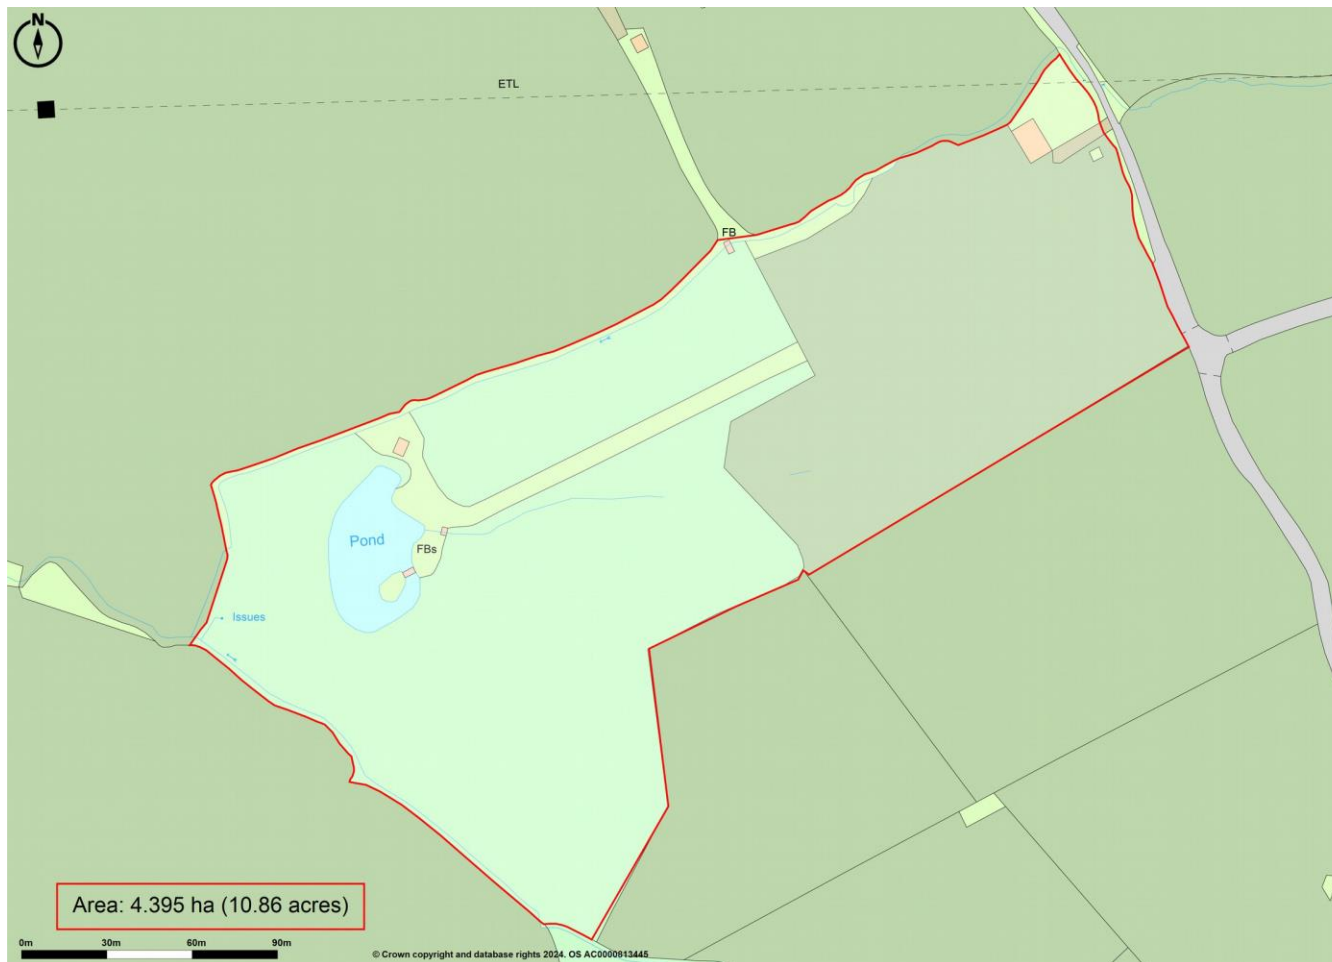 N
ETL
FB
Pond
FBs
Issues
Area: 4.395 ha (10.86 acres)
0m 30m 60m 90m
© Crown copyright and database rights 2024. OS AC0000813445